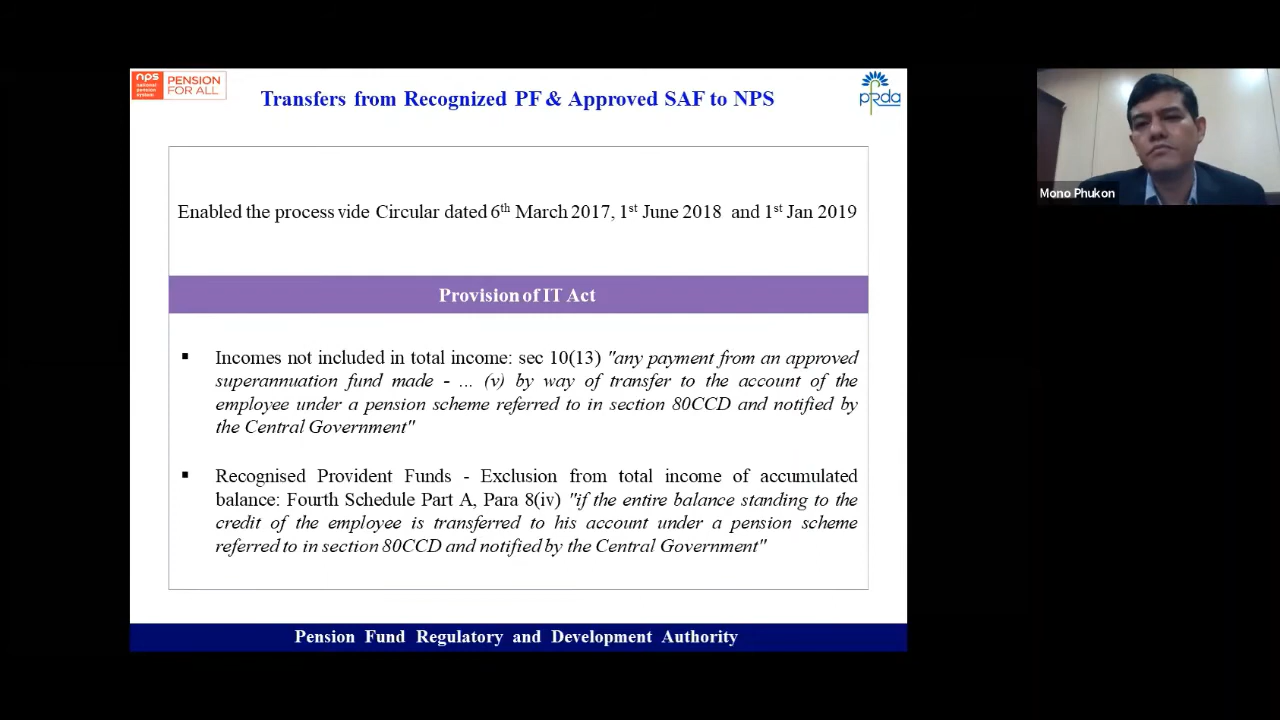 nps
national
pension
system
PENSION
FOR ALL
Transfers from Recognized PF & Approved SAF to NPS
pfrda
Enabled the process vide Circular dated 6th March 2017, 1st June 2018 and 1st Jan 2019
Provision of IT Act
▪ Incomes not included in total income: sec 10(13) "any payment from an approved
superannuation fund made - ... (v) by way of transfer to the account of the
employee under a pension scheme referred to in section 80CCD and notified by
the Central Government"
▪ Recognised Provident Funds - Exclusion from total income of accumulated
balance: Fourth Schedule Part A, Para 8(iv) "if the entire balance standing to the
credit of the employee is transferred to his account under a pension scheme
referred to in section 80CCD and notified by the Central Government"
Pension Fund Regulatory and Development Authority
Mono Phukon